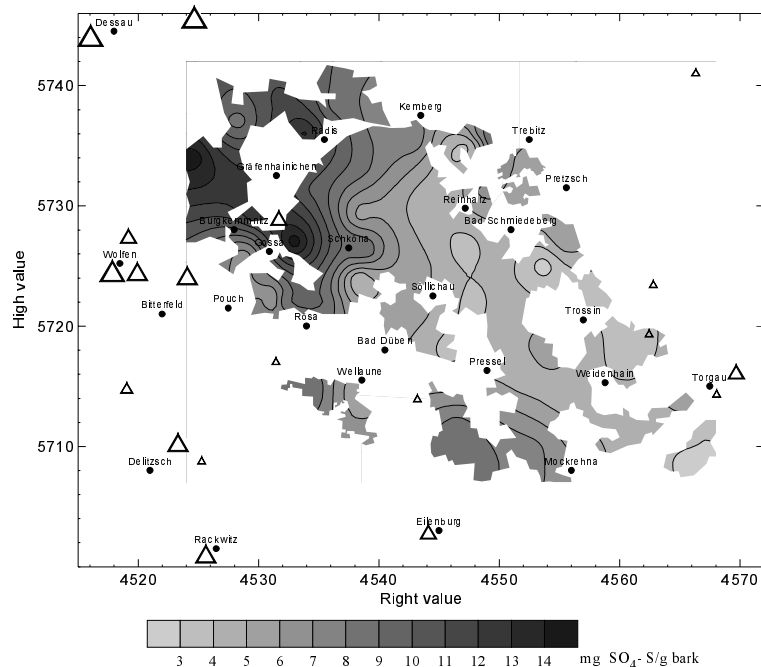 Dessau
5740
Kemberg
Radis
Trebitz
Gräfenhainichen
Pretzsch
5730
Reinharz
Burgkemnitz
Bad Schmiedeberg
Gossa
Schköna
Wolfen
Söllichau
Bitterfeld
Pouch
Trossin
5720
Rösa
Bad Düben
Pressel
Wellaune
Weidenhain
Torgau
5710
Delitzsch
Mockrehna
Eilenburg
Rackwitz
High value
4520 4530 4540 4550 4560 4570
Right value
3 4 5 6 7 8 9 10 11 12 13 14 mg SO4-S/g bark